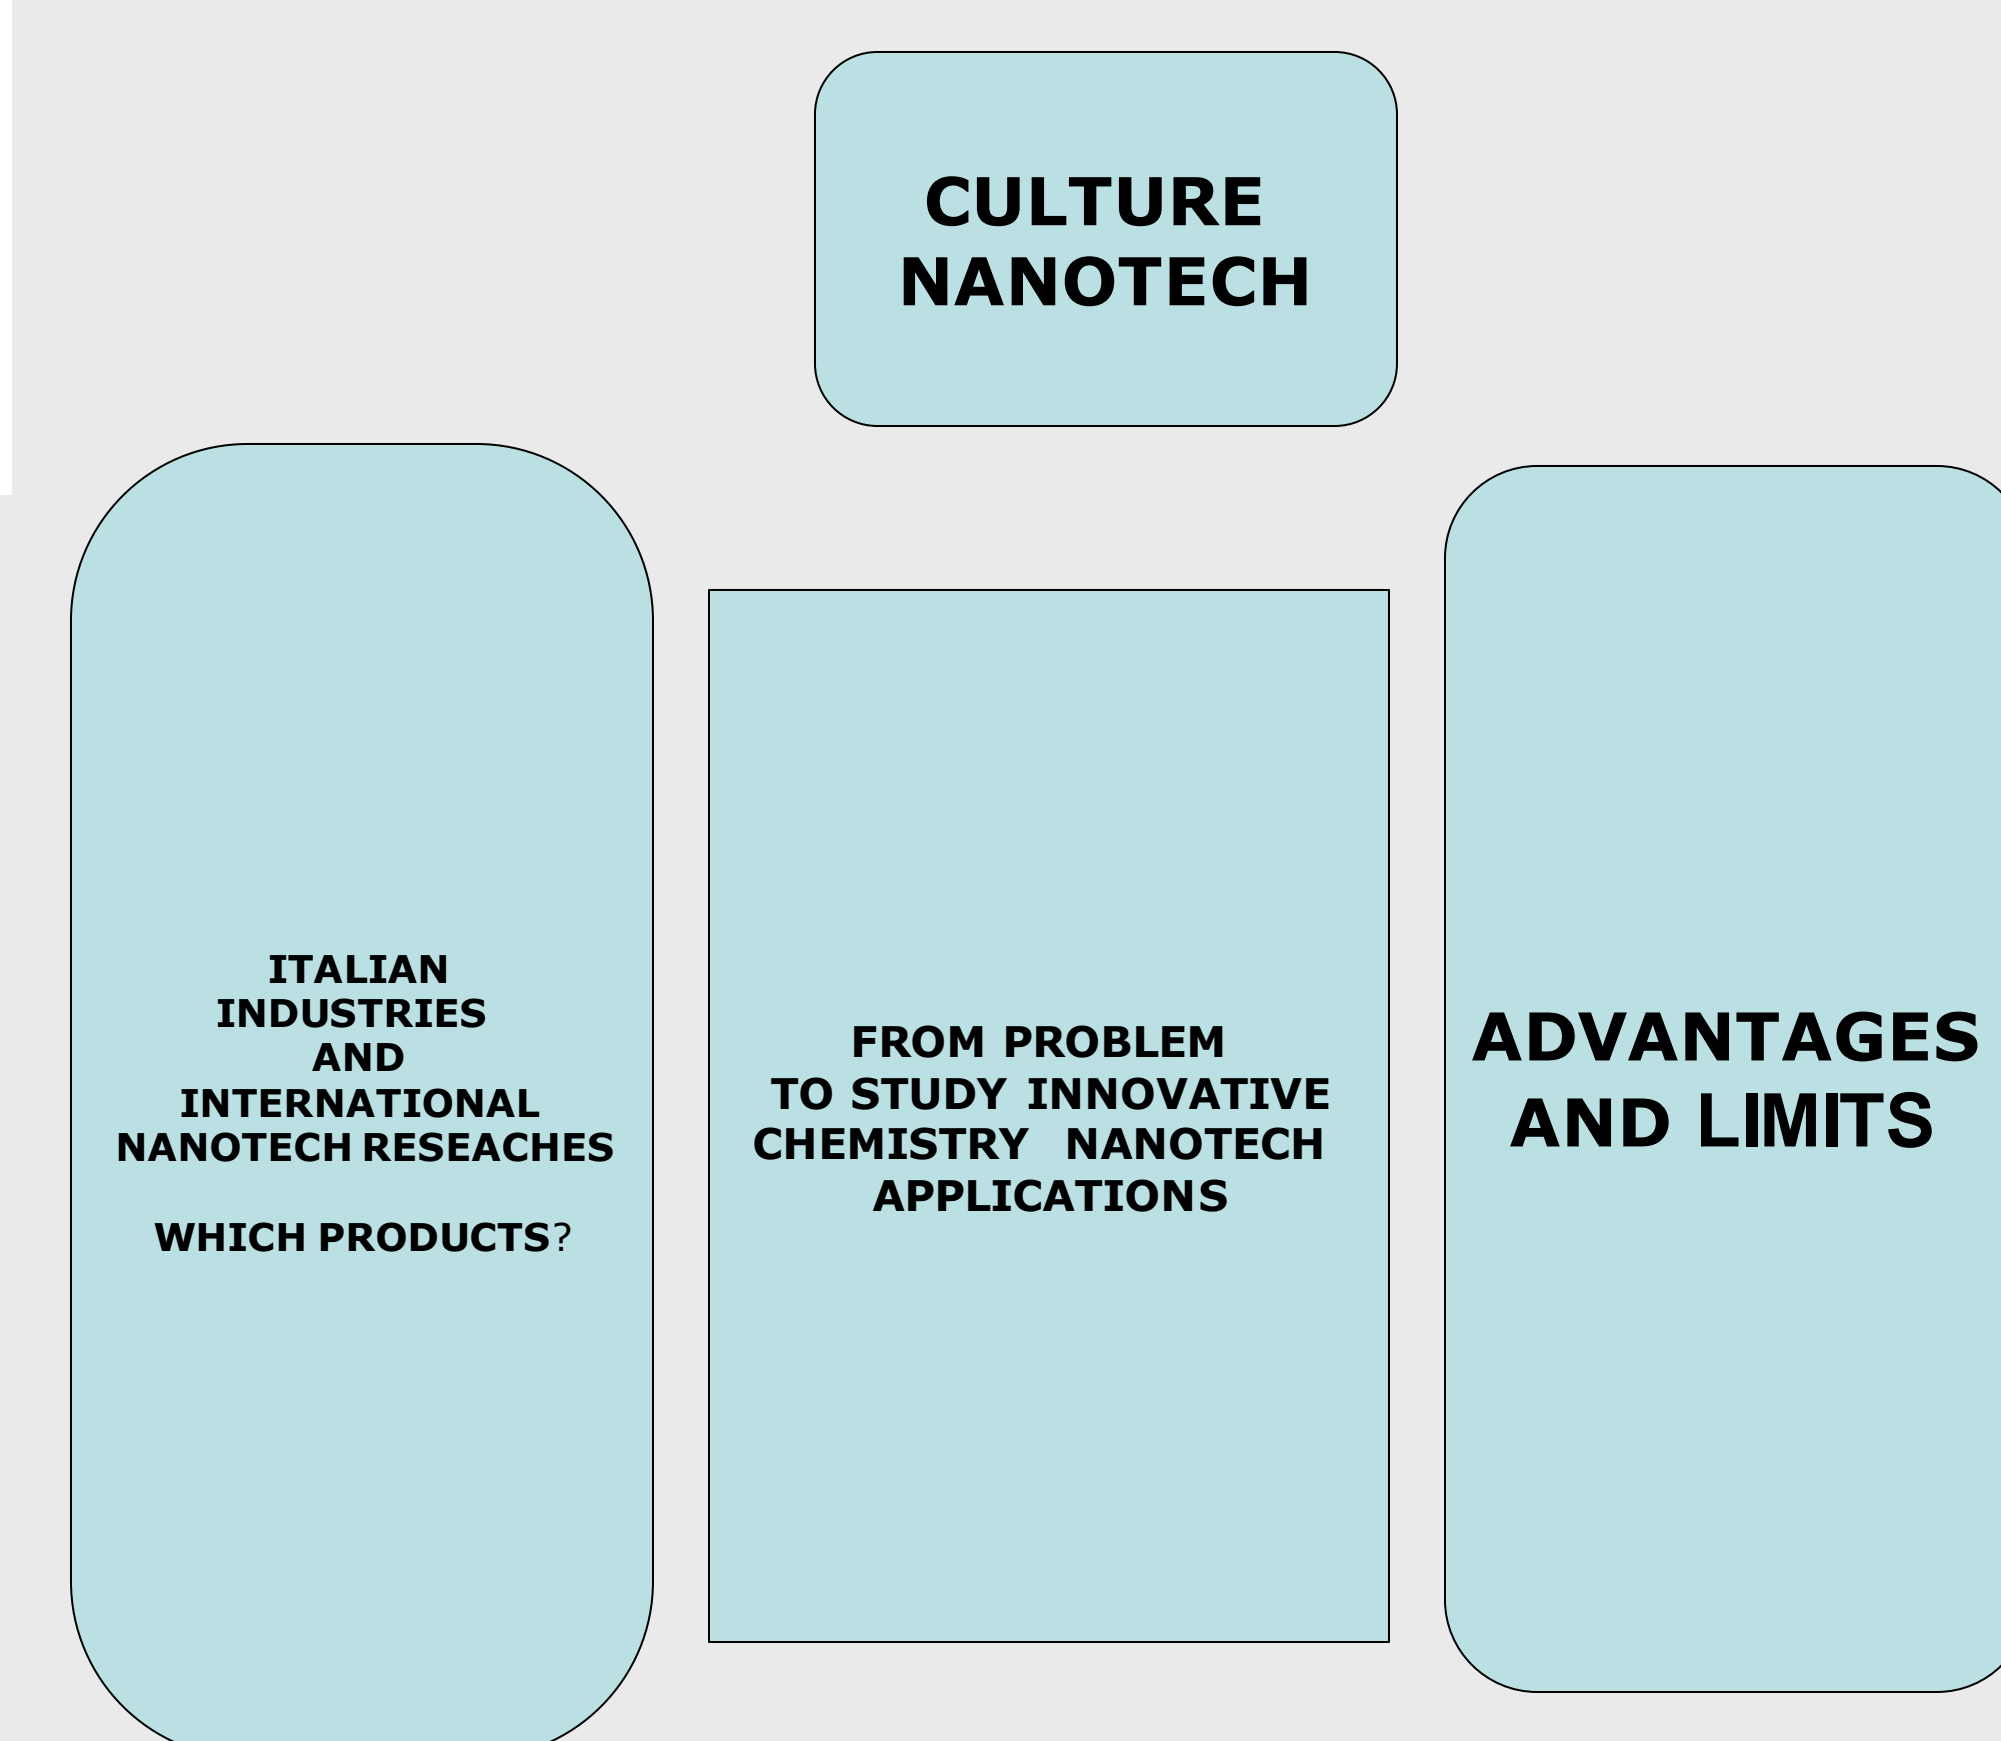 CULTURE
NANOTECH
ITALIAN
INDUSTRIES
AND
INTERNATIONAL
NANOTECH RESEACHES
WHICH PRODUCTS?
FROM PROBLEM
TO STUDY INNOVATIVE
CHEMISTRY NANOTECH
APPLICATIONS
ADVANTAGES
AND LIMITS